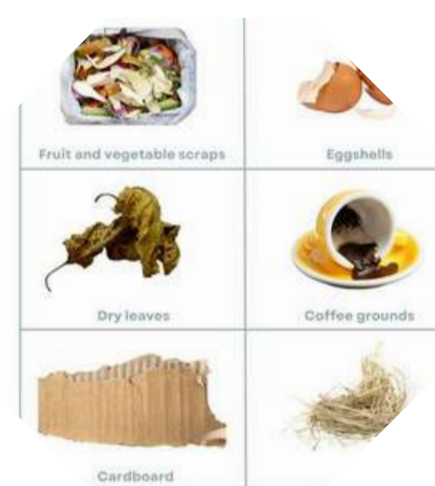 Fruit and vegetable scraps
Eggshells
Dry leaves
Coffee grounds
Cardboard